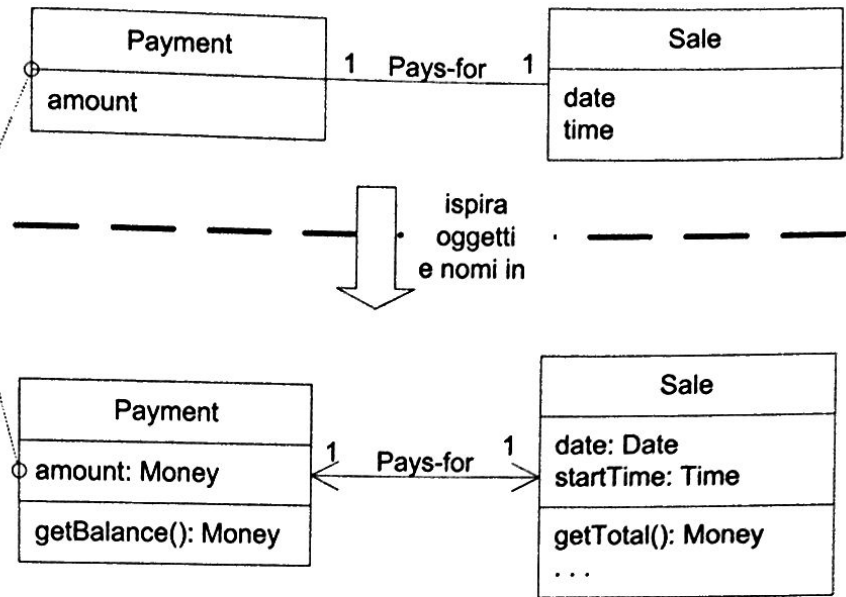 Payment
amount
1 Pays-for 1
Sale
date
time
ispira
oggetti
e nomi in
Payment
amount: Money
getBalance(): Money
1 Pays-for 1
Sale
date: Date
startTime: Time
getTotal(): Money
. . .